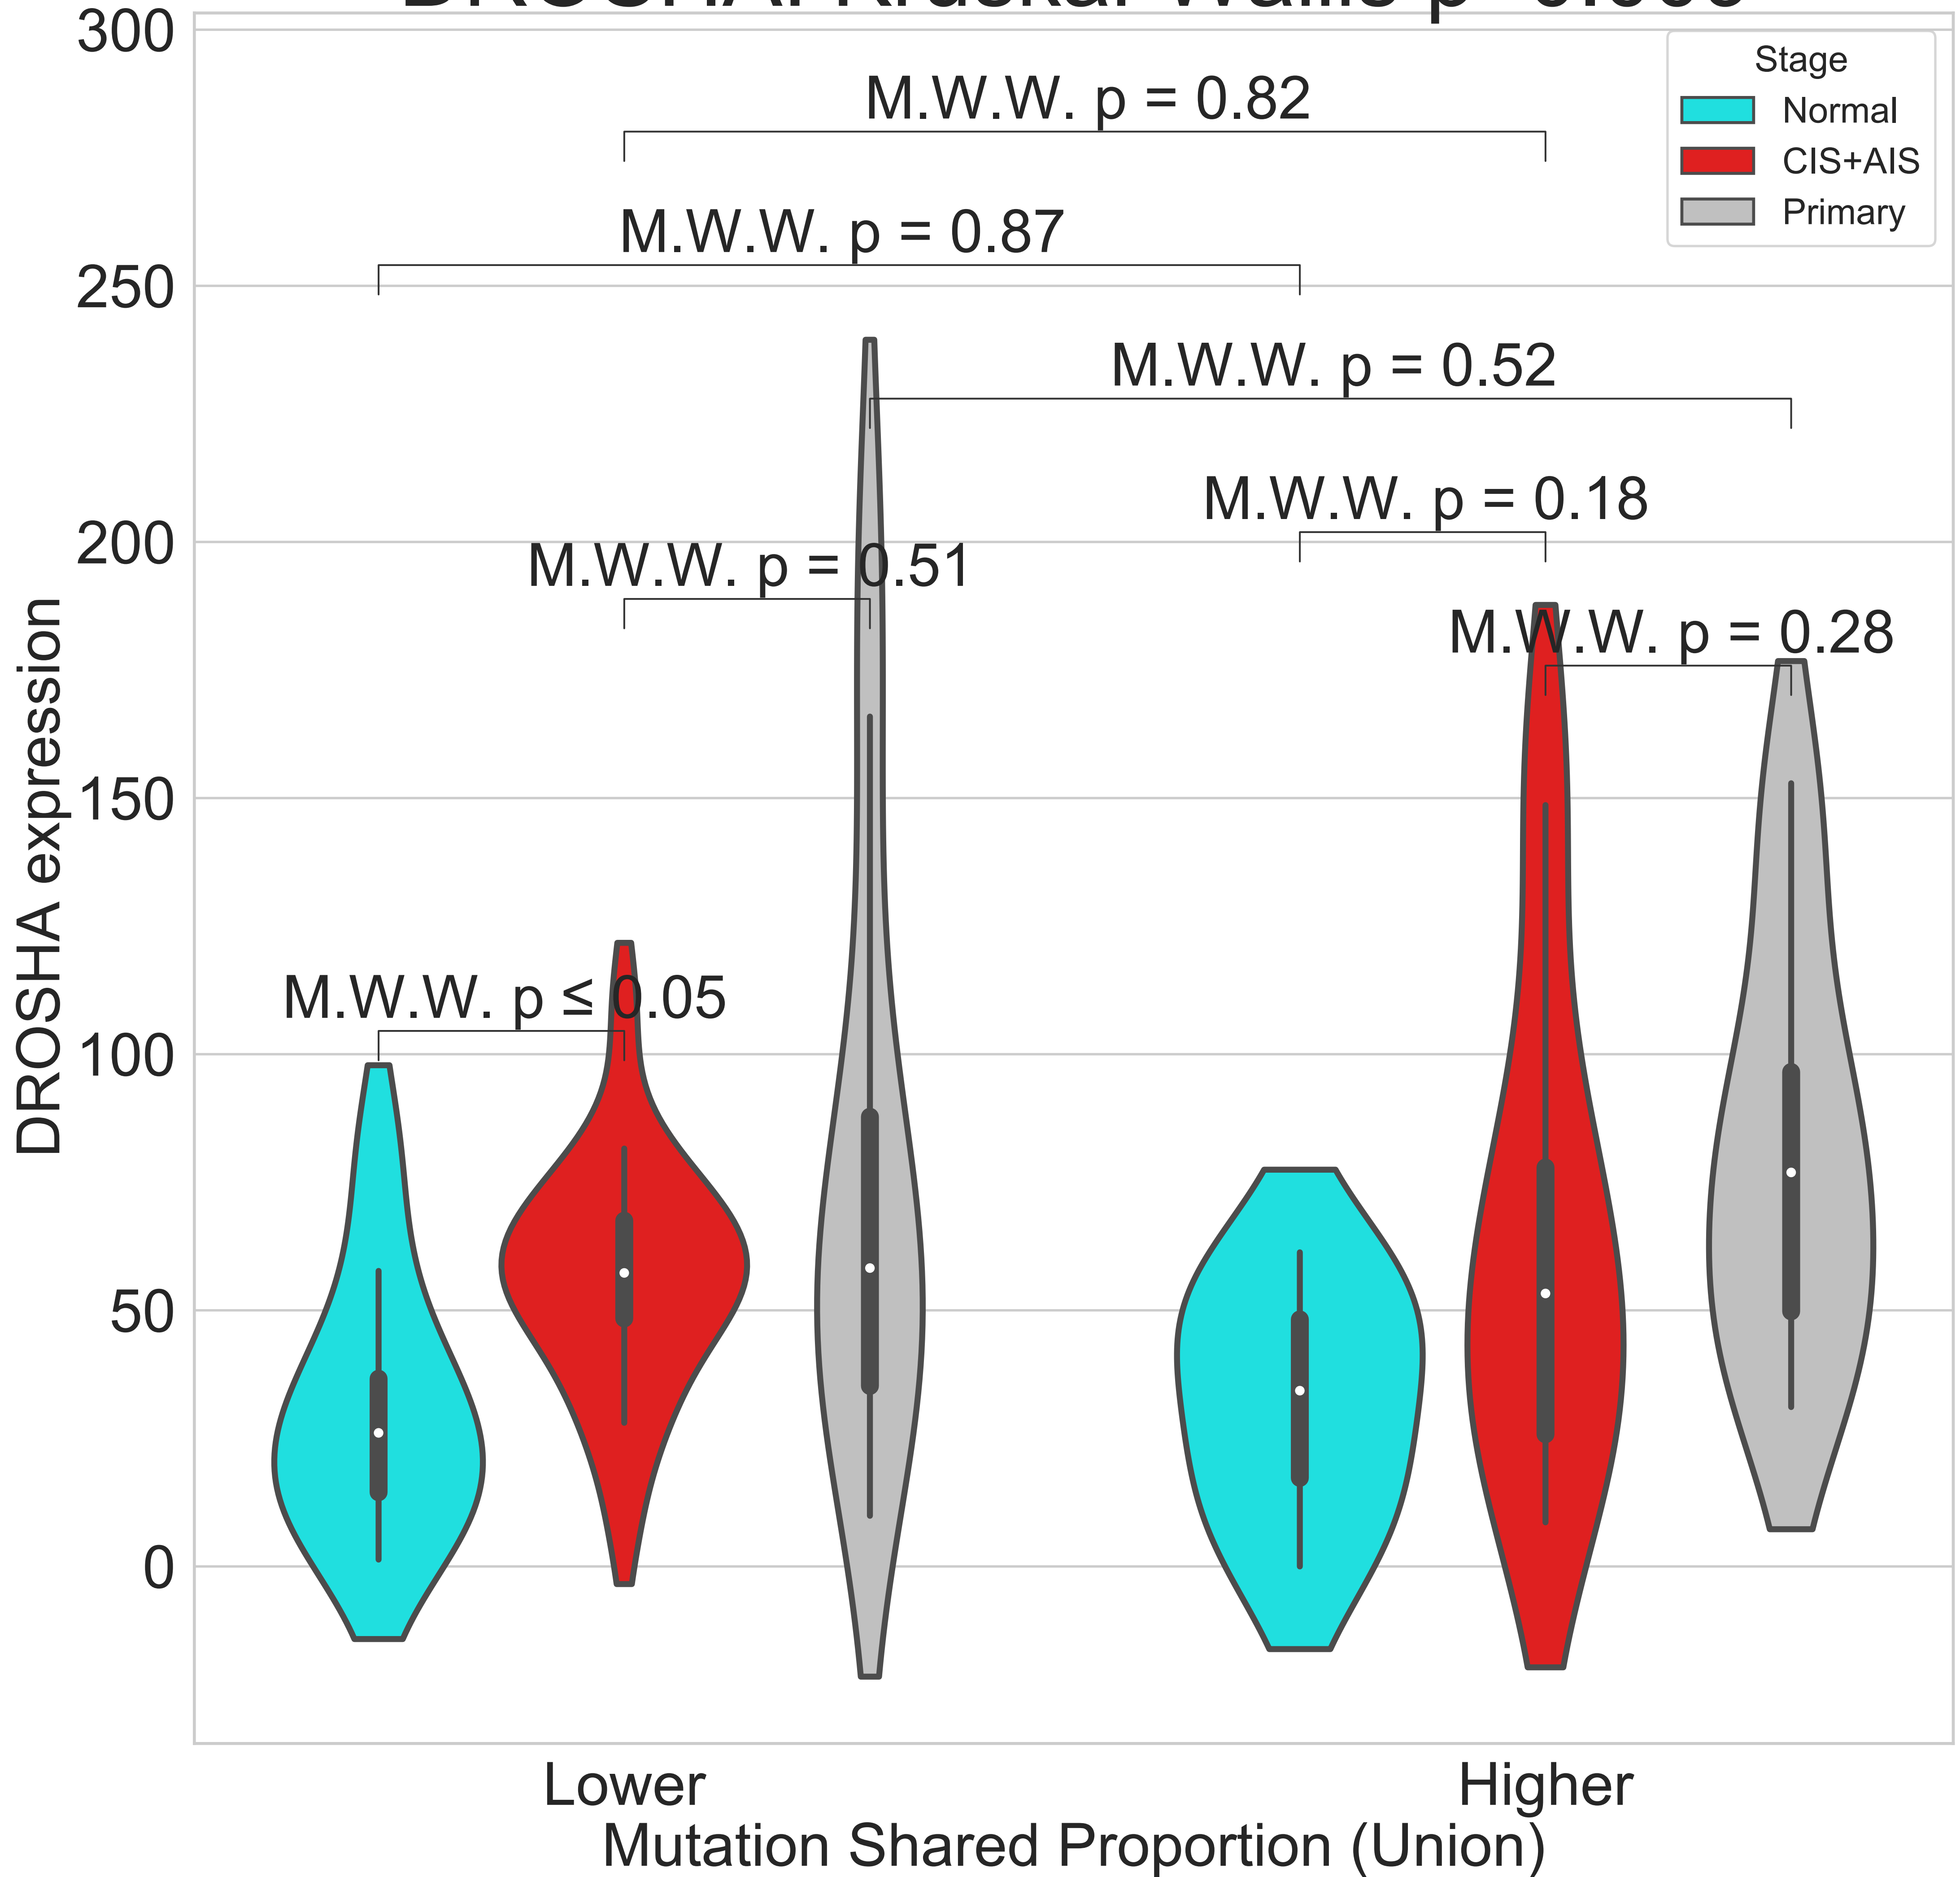 300
250
200
150
100
50
0
DROSHA expression
M.W.W. p = 0.82
M.W.W. p = 0.87
M.W.W. p = 0.52
M.W.W. p = 0.18
M.W.W. p = 0.51
M.W.W. p = 0.28
M.W.W. p ≤ 0.05
Stage
Normal
CIS+AIS
Primary
Lower
Higher
Mutation Shared Proportion (Union)